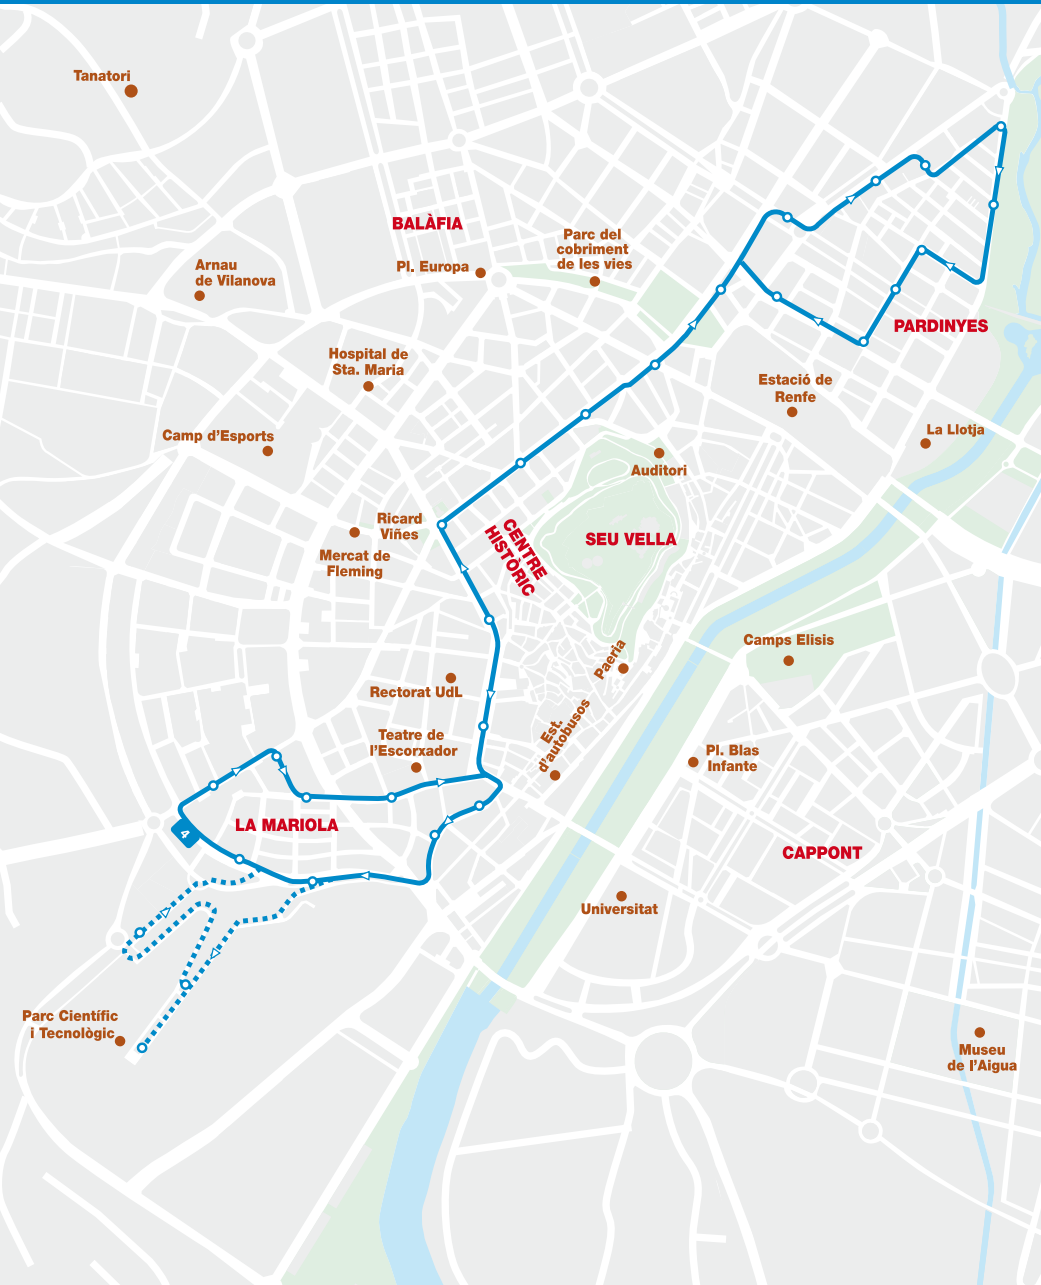 Tanatori
BALÀFIA
Parc del
cobriment
de les vies
Arnau
de Vilanova
Pl. Europa
PARDINYES
Hospital de
Sta. Maria
Estació de
Renfe
Camp d'Esports
La Llotja
Auditori
Ricard
Viñes
CENTRE
HISTÒRIC
SEU VELLA
Mercat de
Fleming
Camps Elisis
Paeria
Rectorat UdL
Est.
d'autobusos
Teatre de
l'Escorxador
Pl. Blas
Infante
LA MARIOLA
4
CAPPONT
Universitat
Parc Científic
i Tecnològic
Museu
de l'Aigua